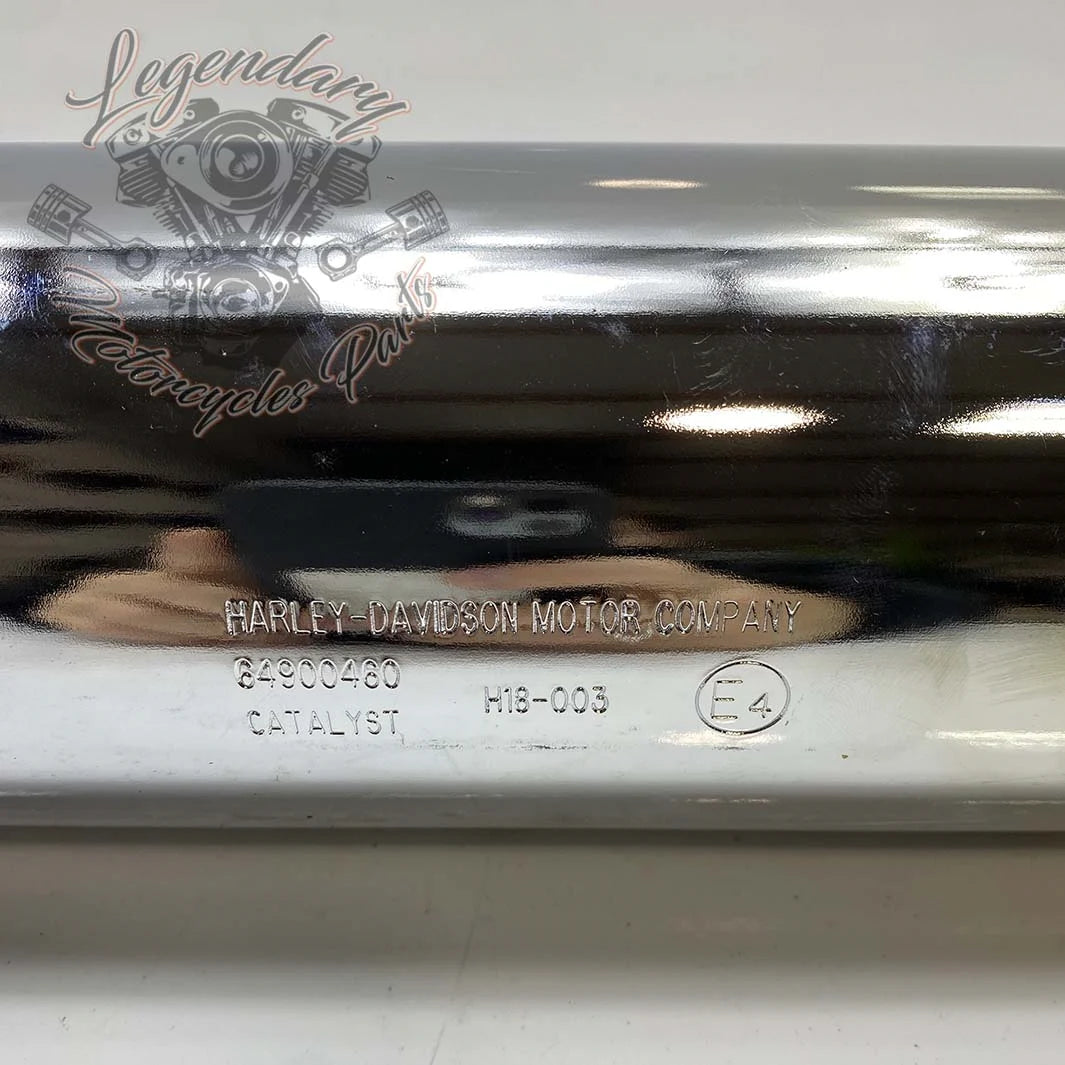 Legendary
Motorcycles Parts
HARLEY-DAVIDSON MOTOR COMPANY
64900460
H18-003
E4
CATALYST